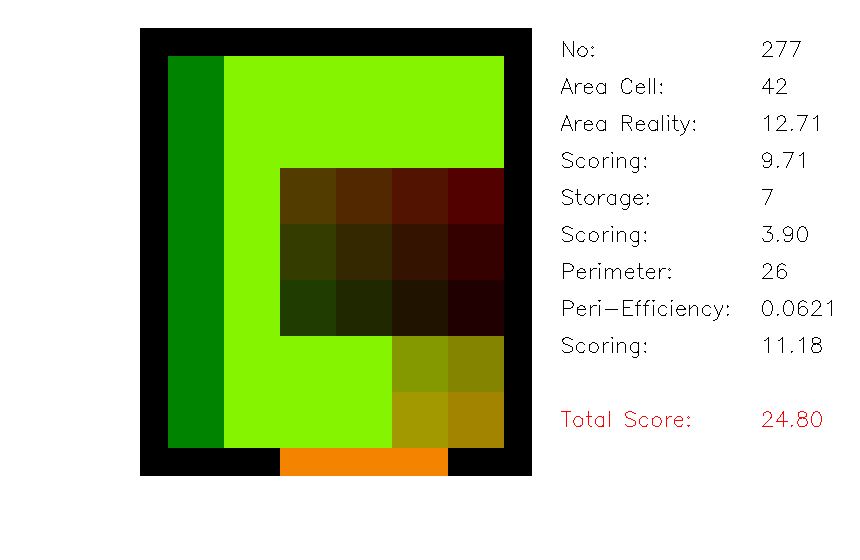 No: 277
Area Cell: 42
Area Reality: 12.71
Scoring: 9.71
Storage: 7
Scoring: 3.90
Perimeter: 26
Peri-Efficiency: 0.0621
Scoring: 11.18
Total Score: 24.80